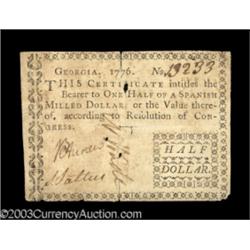 GEORGIA, 1776. No.
THIS CERTIFICATE intitles the
Bearer to ONE HALF of a SPANISH
MILLED DOLLAR, or the Value there-
of, according to Resolution of Con-
GRESS.
HALF
DOLLAR.
©2003CurrencyAuction.com